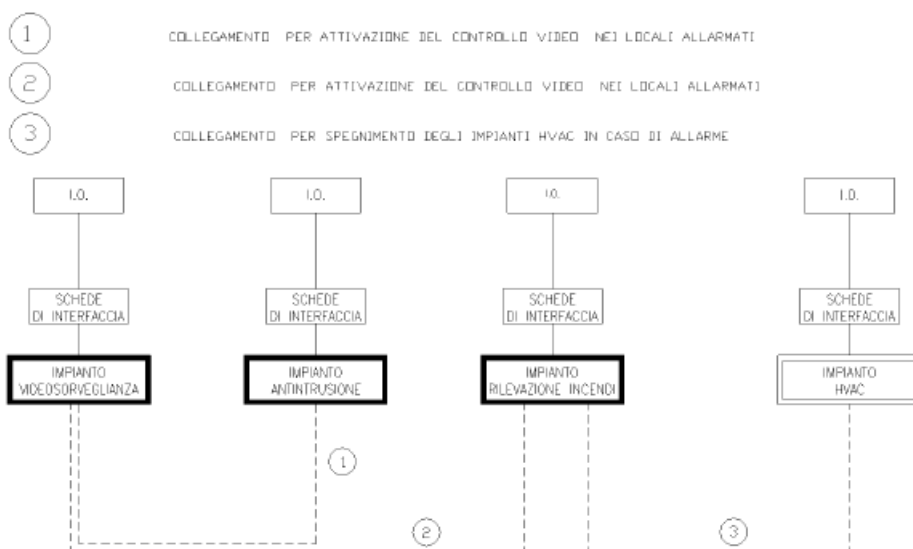 1 COLLEGAMENTO PER ATTIVAZIONE DEL CONTROLLO VIDEO NEI LOCALI ALLARMATI
2 COLLEGAMENTO PER ATTIVAZIONE DEL CONTROLLO VIDEO NEI LOCALI ALLARMATI
3 COLLEGAMENTO PER SPEGNIMENTO DEGLI IMPIANTI HVAC IN CASO DI ALLARME
I.O. I.O. I.O. I.O.
SCHEDE SCHEDE SCHEDE SCHEDE
DI INTERFACCIA DI INTERFACCIA DI INTERFACCIA DI INTERFACCIA
IMPIANTO IMPIANTO IMPIANTO IMPIANTO
VIDEOSORVEGLIANZA ANTINTRUSIONE RILEVAZIONE INCENDI HVAC
1
2 3